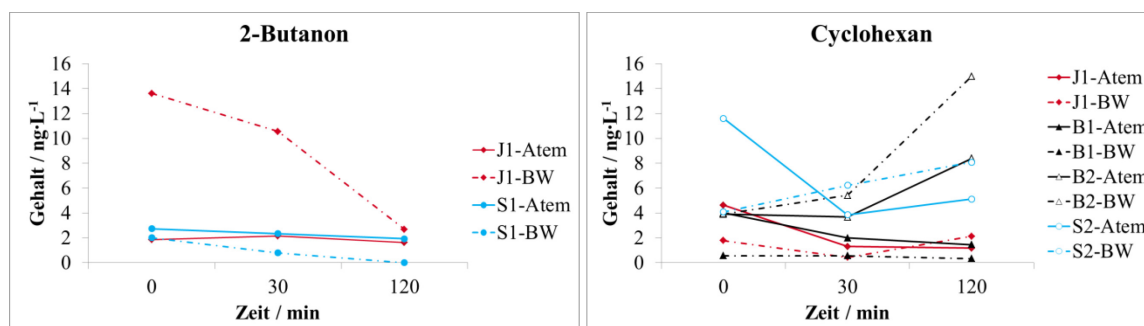 2-Butanon
16
14
12
10
8
6
4
2
0
Gehalt / ng·L-1
0 30 120
Zeit / min
J1-Atem
J1-BW
S1-Atem
S1-BW
Cyclohexan
16
14
12
10
8
6
4
2
0
Gehalt / ng·L-1
0 30 120
Zeit / min
J1-Atem
J1-BW
B1-Atem
B1-BW
B2-Atem
B2-BW
S2-Atem
S2-BW